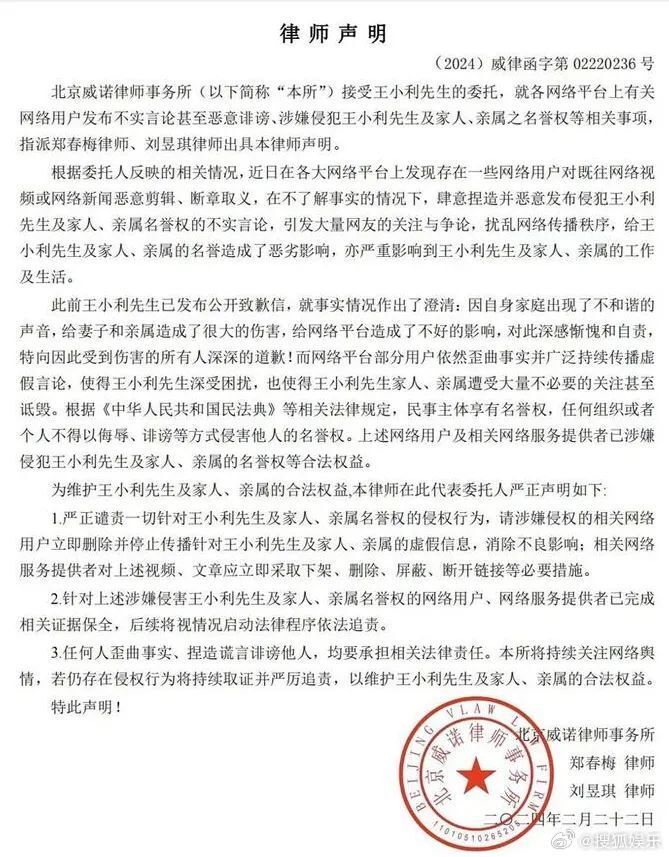 律师声明
（2024）威律函字第 02220236 号
北京威诺律师事务所（以下简称“本所”）接受王小利先生的委托，就各网络平台上有关
网络用户发布不实言论甚至恶意诽谤、涉嫌侵犯王小利先生及家人、亲属之名誉权等相关事项，
指派郑春梅律师、刘昱琪律师出具本律师声明。
根据委托人反映的相关情况，近日在各大网络平台上发现存在一些网络用户对既往网络视
频或网络新闻恶意剪辑、断章取义，在不了解事实的情况下，肆意捏造并恶意发布侵犯王小利
先生及家人、亲属名誉权的不实言论，引发大量网友的关注与争论，扰乱网络传播秩序，给王
小利先生及家人、亲属的名誉造成了恶劣影响，亦严重影响到王小利先生及家人、亲属的工作
及生活。
此前王小利先生已发布公开致歉信，就事实情况作出了澄清：因自身家庭出现了不和谐的
声音，给妻子和亲属造成了很大的伤害，给网络平台造成了不好的影响，对此深感惭愧和自责，
特向因此受到伤害的所有人深深的道歉！而网络平台部分用户依然歪曲事实并广泛持续传播虚
假言论，使得王小利先生深受困扰，也使得王小利先生家人、亲属遭受大量不必要的关注甚至
诋毁。根据《中华人民共和国民法典》等相关法律规定，民事主体享有名誉权，任何组织或者
个人不得以侮辱、诽谤等方式侵害他人的名誉权。上述网络用户及相关网络服务提供者已涉嫌
侵犯王小利先生及家人、亲属的名誉权等合法权益。
为维护王小利先生及家人、亲属的合法权益,本律师在此代表委托人严正声明如下:
1.严正谴责一切针对王小利先生及家人、亲属名誉权的侵权行为，请涉嫌侵权的相关网络
用户立即删除并停止传播针对王小利先生及家人、亲属的虚假信息，消除不良影响；相关网络
服务提供者对上述视频、文章应立即采取下架、删除、屏蔽、断开链接等必要措施。
2.针对上述涉嫌侵害王小利先生及家人、亲属名誉权的网络用户、网络服务提供者已完成
相关证据保全，后续将视情况启动法律程序依法追责。
3.任何人歪曲事实、捏造谎言诽谤他人，均要承担相关法律责任。本所将持续关注网络舆
情，若仍存在侵权行为将持续取证并严厉追责，以维护王小利先生及家人、亲属的合法权益。
特此声明！
北京威诺律师事务所
郑春梅 律师
刘昱琪 律师
二〇二四年二月二十二日
BEIJING VLAW LAW FIRM
北京威诺律师事务所
11010510265205
@搜狐娱乐